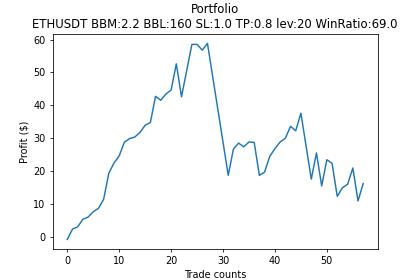 Portfolio
ETHUSDT BBM:2.2 BBL:160 SL:1.0 TP:0.8 lev:20 WinRatio:69.0
60
50
40
30
20
10
0
Profit ($)
0 10 20 30 40 50
Trade counts